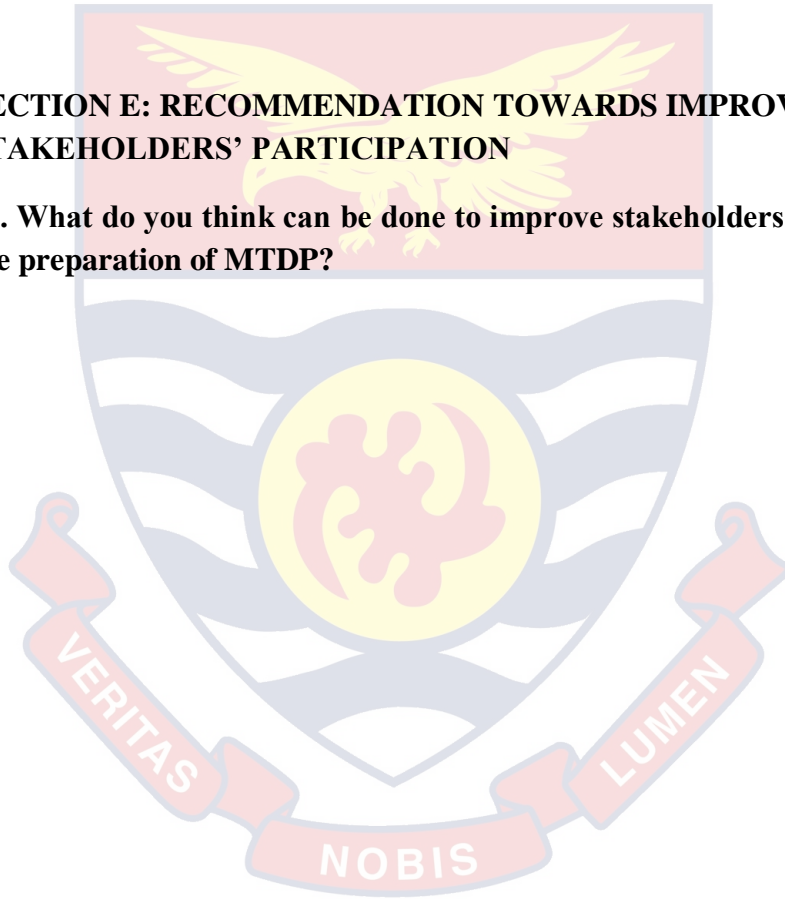 ECTION E: RECOMMENDATION TOWARDS IMPROV
TAKEHOLDERS’ PARTICIPATION
. What do you think can be done to improve stakeholders
e preparation of MTDP?
VERITAS
NOBIS
LUMEN